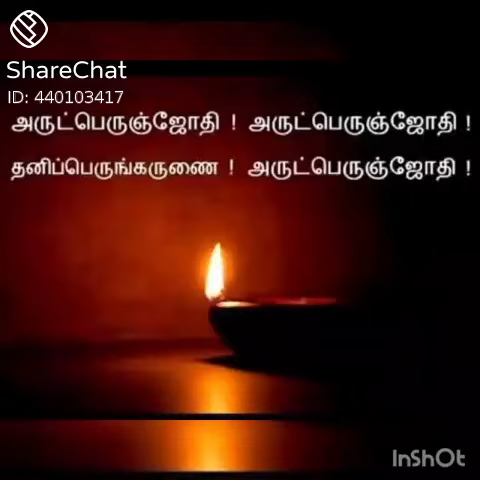 ShareChat
ID: 440103417
அருட்பெருஞ்ஜோதி ! அருட்பெருஞ்ஜோதி !
தனிப்பெருங்கருணை ! அருட்பெருஞ்ஜோதி !
InShOt